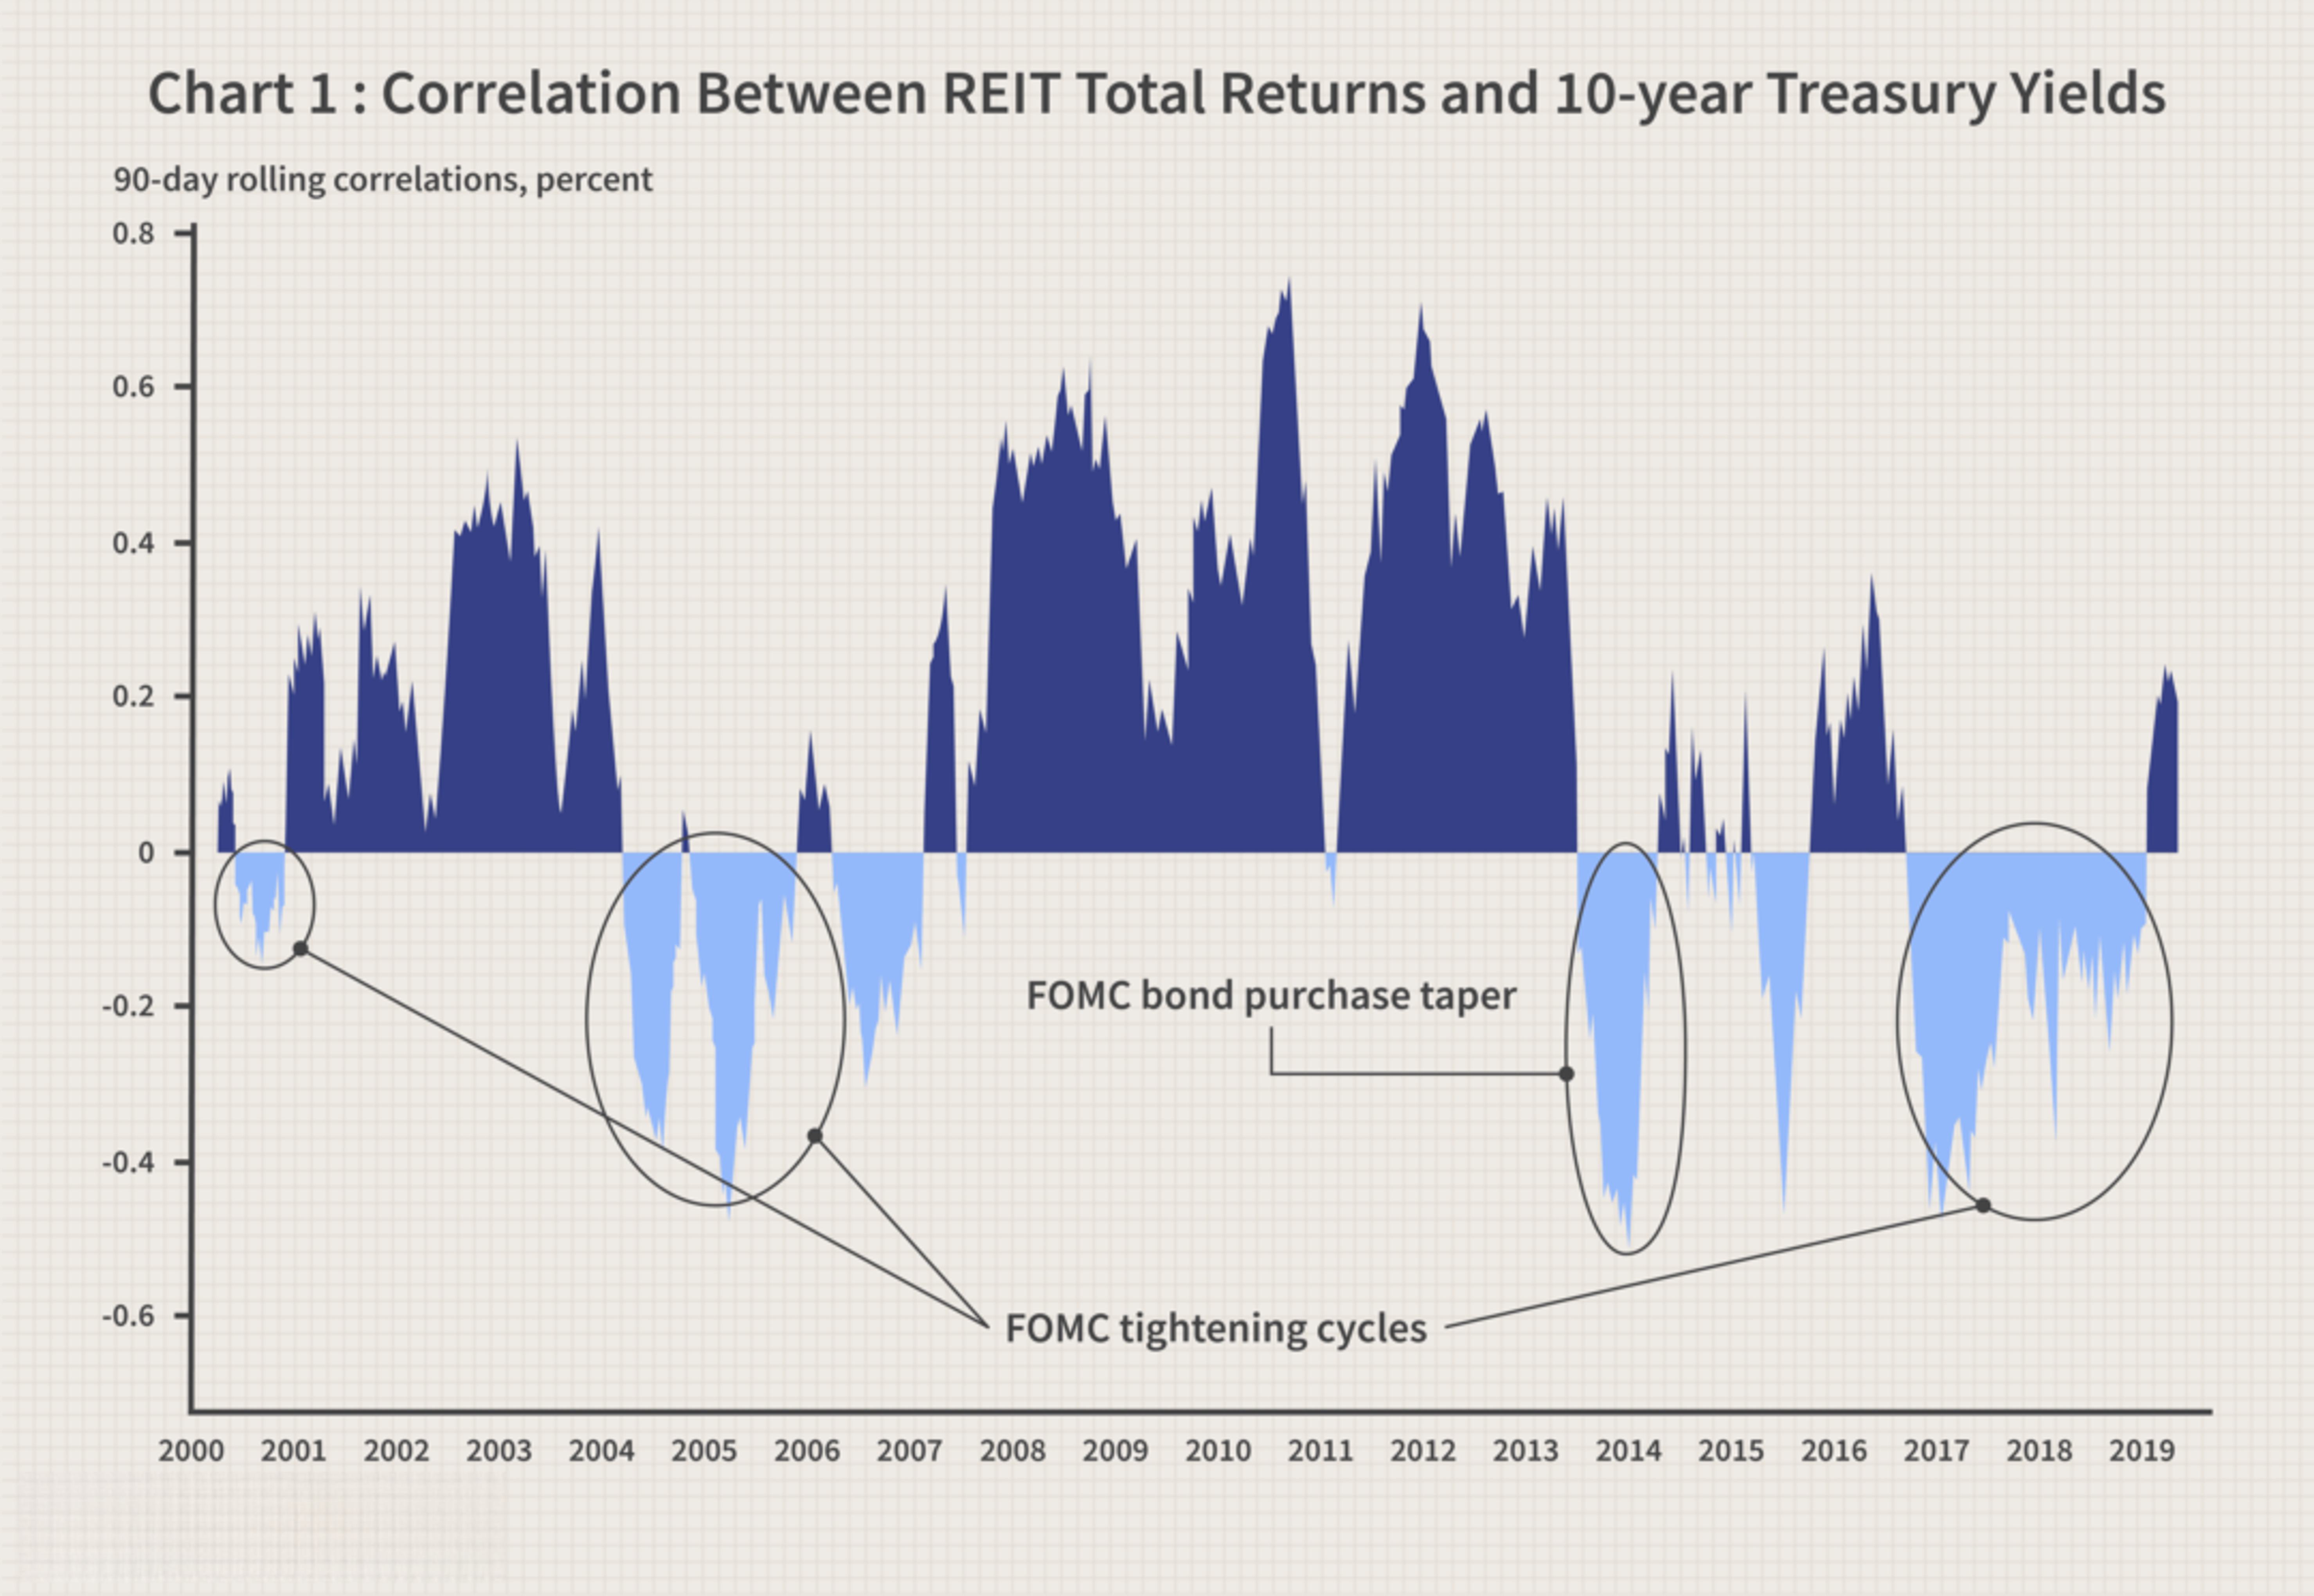 Chart 1 : Correlation Between REIT Total Returns and 10-year Treasury Yields
90-day rolling correlations, percent
0.8
0.6
0.4
0.2
0
-0.2
-0.4
-0.6
FOMC bond purchase taper
FOMC tightening cycles
2000 2001 2002 2003 2004 2005 2006 2007 2008 2009 2010 2011 2012 2013 2014 2015 2016 2017 2018 2019